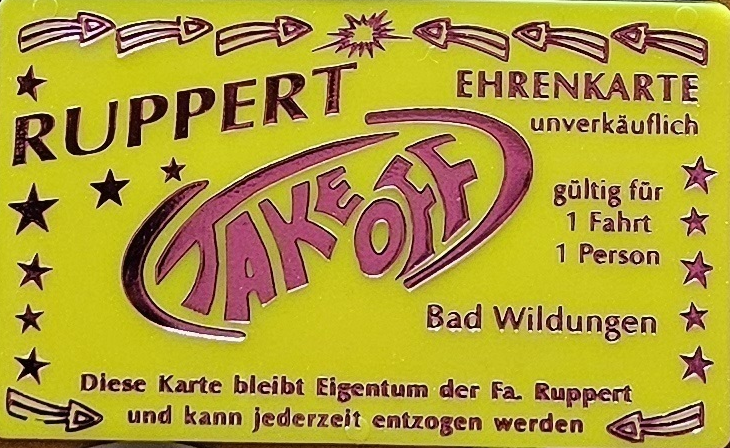 RUPPERT
EHRENKARTE
unverkäuflich
TAKE OFF
gültig für
1 Fahrt
1 Person
Bad Wildungen
Diese Karte bleibt Eigentum der Fa. Ruppert
und kann jederzeit entzogen werden